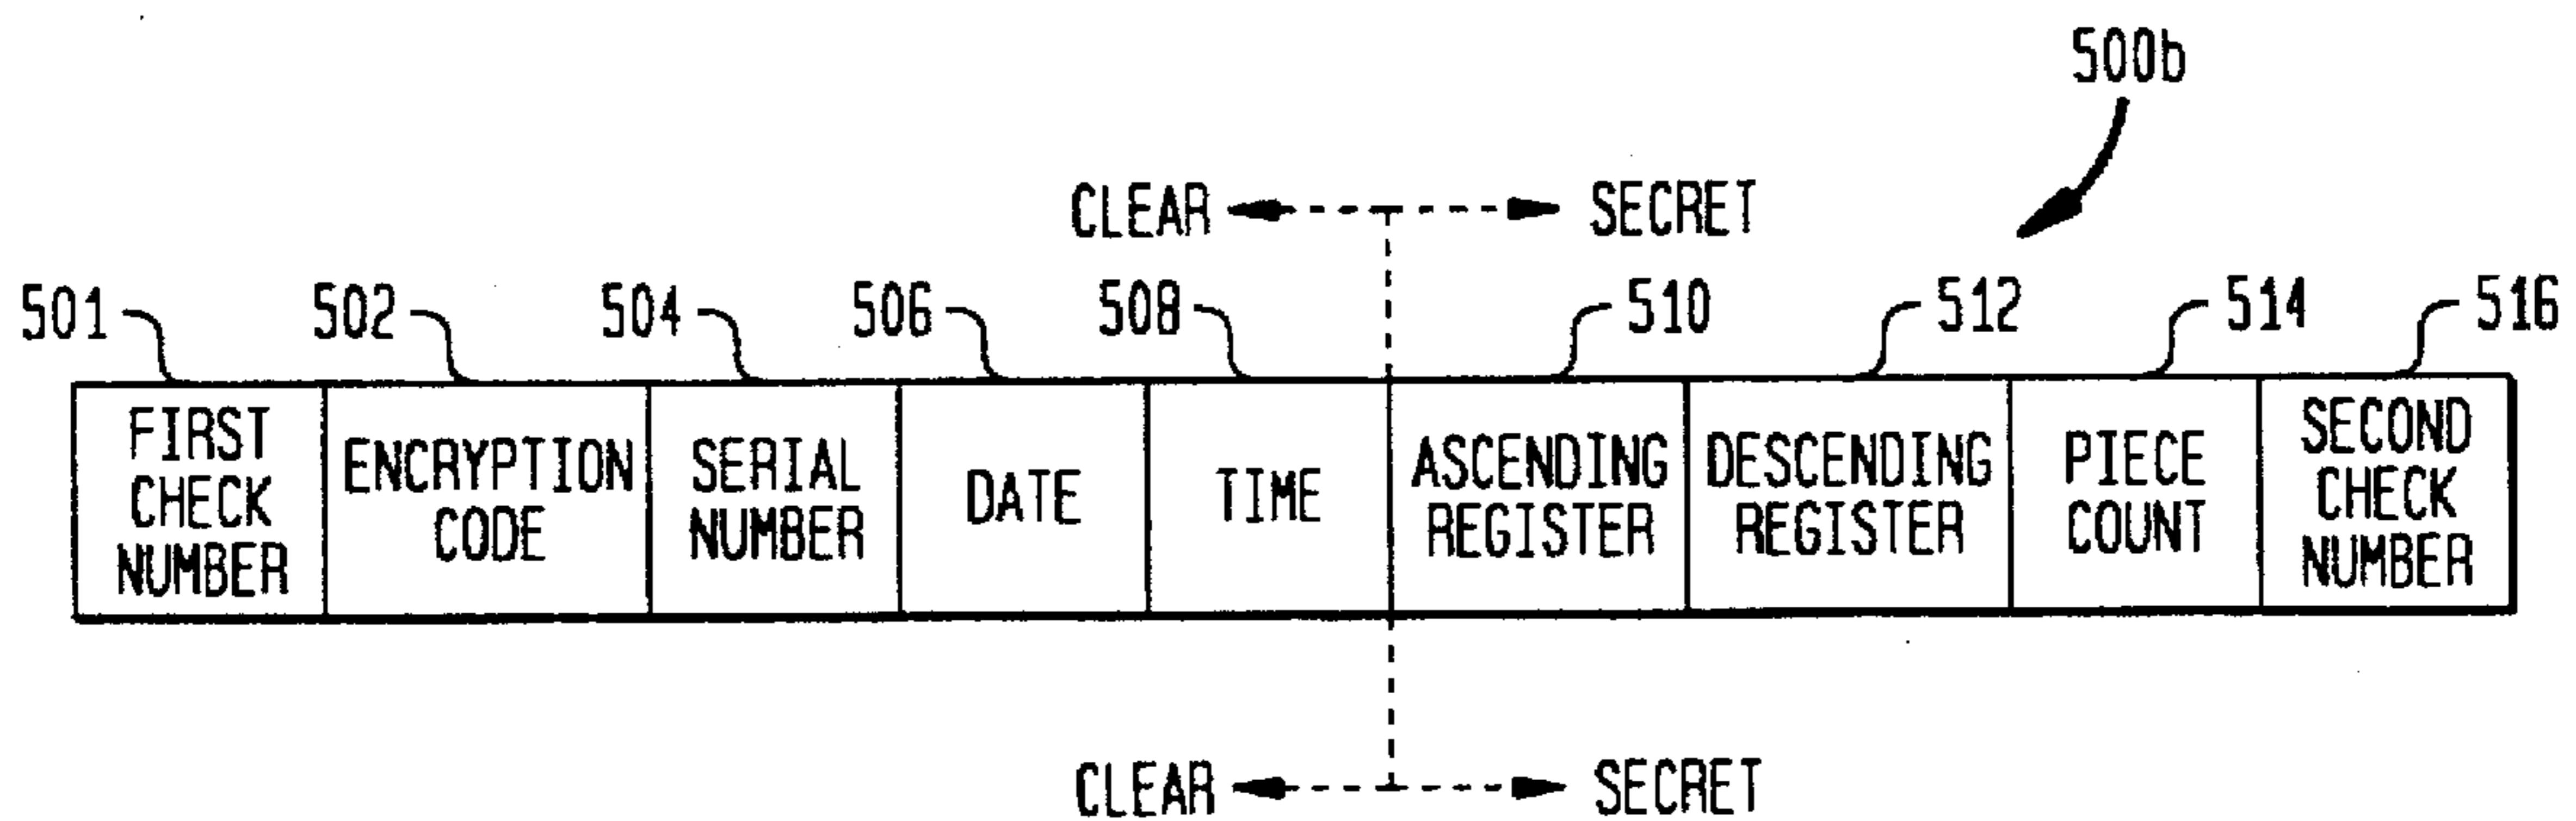 500b
CLEAR SECRET
501 502 504 506 508 510 512 514 516
FIRST
CHECK
NUMBER
ENCRYPTION
CODE
SERIAL
NUMBER
DATE
TIME
ASCENDING
REGISTER
DESCENDING
REGISTER
PIECE
COUNT
SECOND
CHECK
NUMBER
CLEAR SECRET